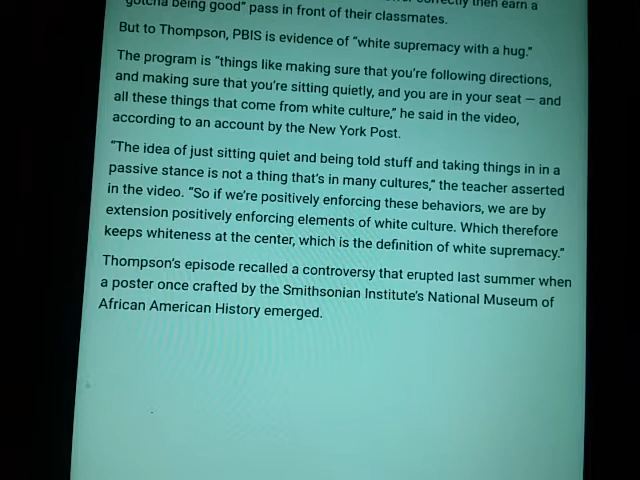 correctly then earn a
"gotcha being good" pass in front of their classmates.
But to Thompson, PBIS is evidence of "white supremacy with a hug."
The program is "things like making sure that you're following directions,
and making sure that you're sitting quietly, and you are in your seat — and
all these things that come from white culture," he said in the video,
according to an account by the New York Post.
"The idea of just sitting quiet and being told stuff and taking things in in a
passive stance is not a thing that's in many cultures," the teacher asserted
in the video. "So if we're positively enforcing these behaviors, we are by
extension positively enforcing elements of white culture. Which therefore
keeps whiteness at the center, which is the definition of white supremacy."
Thompson's episode recalled a controversy that erupted last summer when
a poster once crafted by the Smithsonian Institute's National Museum of
African American History emerged.